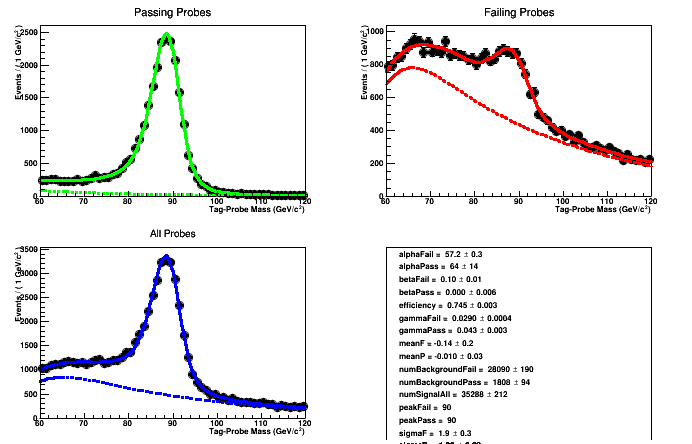 Passing Probes
Events / ( 1 GeV/c²)
2500
2000
1500
1000
500
60 70 80 90 100 110 120
Tag-Probe Mass (GeV/c²)
Failing Probes
Events / ( 1 GeV/c²)
1000
800
600
400
200
0
60 70 80 90 100 110 120
Tag-Probe Mass (GeV/c²)
All Probes
Events / ( 1 GeV/c²)
3500
3000
2500
2000
1500
1000
500
0
60 70 80 90 100 110 120
Tag-Probe Mass (GeV/c²)
alphaFail = 57.2 ± 0.3
alphaPass = 64 ± 14
betaFail = 0.10 ± 0.01
betaPass = 0.000 ± 0.006
efficiency = 0.745 ± 0.003
gammaFail = 0.0290 ± 0.0004
gammaPass = 0.043 ± 0.003
meanF = -0.14 ± 0.2
meanP = -0.010 ± 0.03
numBackgroundFail = 28090 ± 190
numBackgroundPass = 1808 ± 94
numSignalAll = 35288 ± 212
peakFail = 90
peakPass = 90
sigmaF = 1.9 ± 0.3